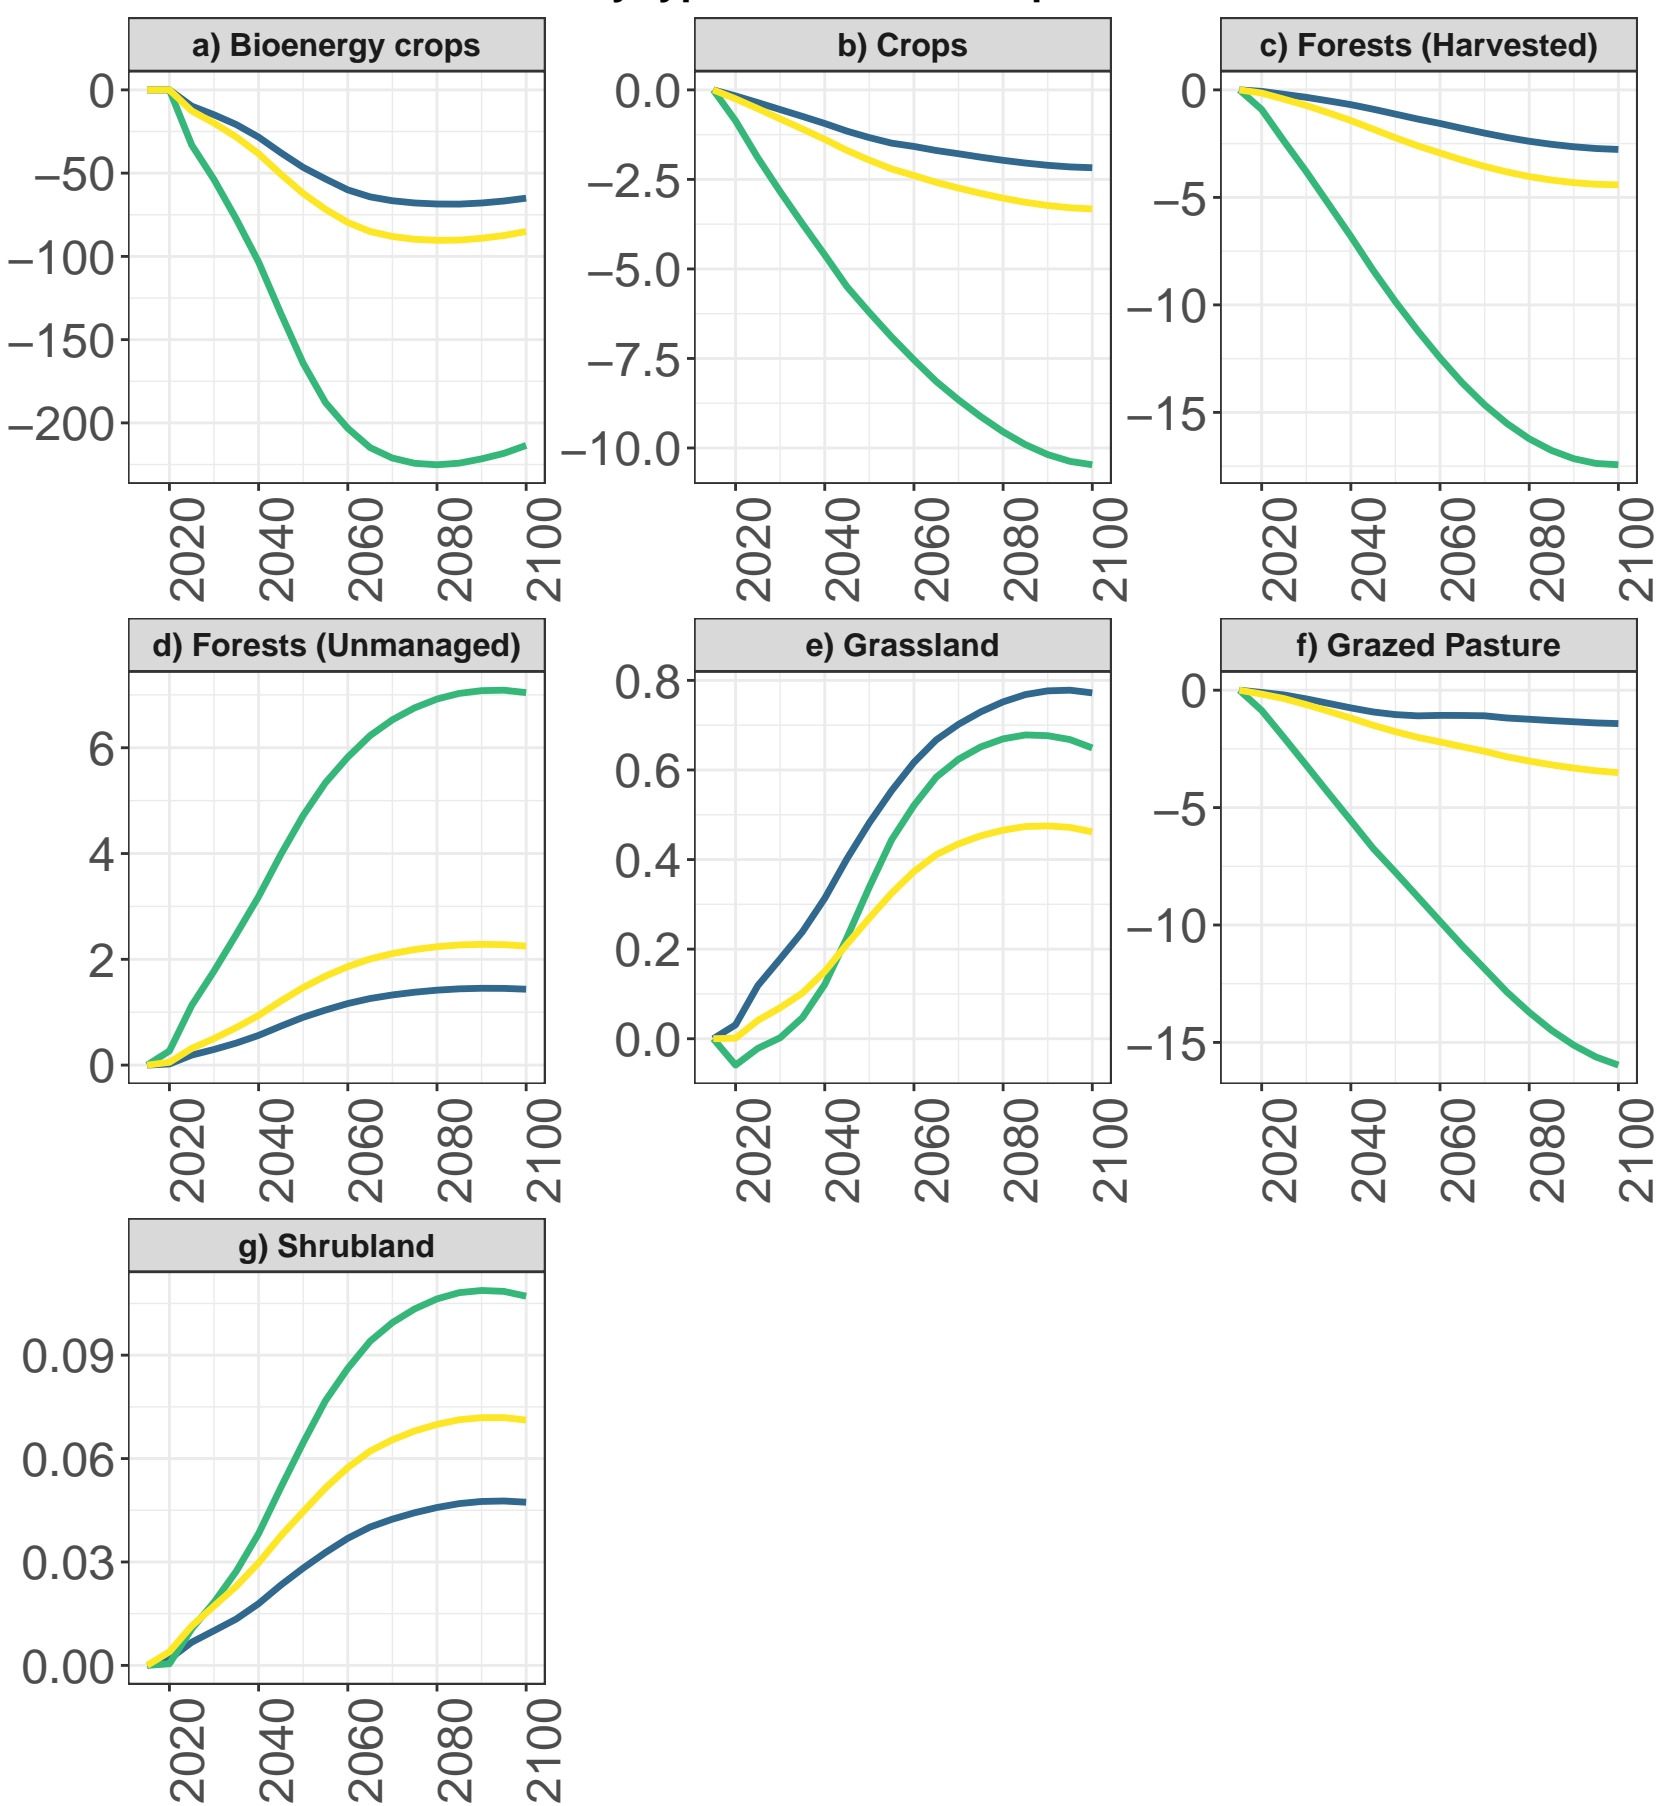 a) Bioenergy crops
b) Crops
c) Forests (Harvested)
0
−50
−100
−150
−200
0.0
−2.5
−5.0
−7.5
−10.0
0
−5
−10
−15
2020 2040 2060 2080 2100
2020 2040 2060 2080 2100
2020 2040 2060 2080 2100
d) Forests (Unmanaged)
e) Grassland
f) Grazed Pasture
6
4
2
0
0.8
0.6
0.4
0.2
0.0
0
−5
−10
−15
2020 2040 2060 2080 2100
2020 2040 2060 2080 2100
2020 2040 2060 2080 2100
g) Shrubland
0.09
0.06
0.03
0.00
2020 2040 2060 2080 2100